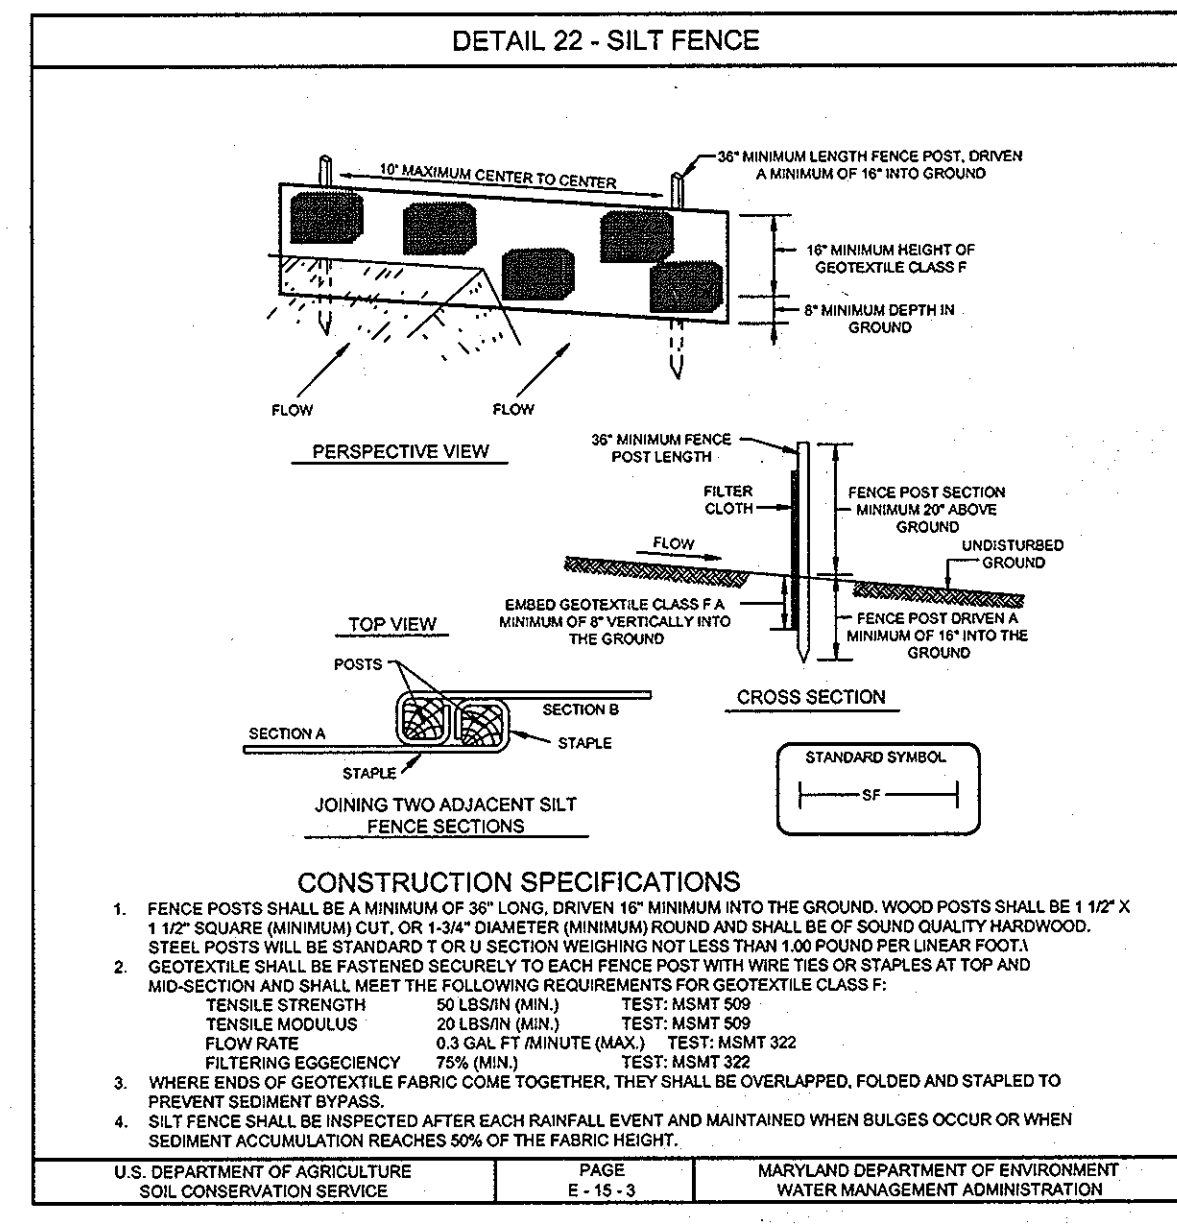 DETAIL 22 - SILT FENCE
10' MAXIMUM CENTER TO CENTER
36" MINIMUM LENGTH FENCE POST, DRIVEN
A MINIMUM OF 16" INTO GROUND
16" MINIMUM HEIGHT OF
GEOTEXTILE CLASS F
8" MINIMUM DEPTH IN
GROUND
FLOW
FLOW
PERSPECTIVE VIEW
36" MINIMUM FENCE
POST LENGTH
FILTER
CLOTH
FENCE POST SECTION
MINIMUM 20" ABOVE
GROUND
FLOW
UNDISTURBED
GROUND
EMBED GEOTEXTILE CLASS F A
MINIMUM OF 8" VERTICALLY INTO
THE GROUND
FENCE POST DRIVEN A
MINIMUM OF 16" INTO THE
GROUND
CROSS SECTION
TOP VIEW
POSTS
SECTION B
SECTION A
STAPLE
STAPLE
JOINING TWO ADJACENT SILT
FENCE SECTIONS
STANDARD SYMBOL
SF
CONSTRUCTION SPECIFICATIONS
1. FENCE POSTS SHALL BE A MINIMUM OF 36" LONG, DRIVEN 16" MINIMUM INTO THE GROUND. WOOD POSTS SHALL BE 1 1/2" X
1 1/2" SQUARE (MINIMUM) CUT, OR 1-3/4" DIAMETER (MINIMUM) ROUND AND SHALL BE OF SOUND QUALITY HARDWOOD.
STEEL POSTS WILL BE STANDARD T OR U SECTION WEIGHING NOT LESS THAN 1.00 POUND PER LINEAR FOOT.\
2. GEOTEXTILE SHALL BE FASTENED SECURELY TO EACH FENCE POST WITH WIRE TIES OR STAPLES AT TOP AND
MID-SECTION AND SHALL MEET THE FOLLOWING REQUIREMENTS FOR GEOTEXTILE CLASS F:
TENSILE STRENGTH 50 LBS/IN (MIN.) TEST: MSMT 509
TENSILE MODULUS 20 LBS/IN (MIN.) TEST: MSMT 509
FLOW RATE 0.3 GAL FT /MINUTE (MAX.) TEST: MSMT 322
FILTERING EGGECIENCY 75% (MIN.) TEST: MSMT 322
3. WHERE ENDS OF GEOTEXTILE FABRIC COME TOGETHER, THEY SHALL BE OVERLAPPED, FOLDED AND STAPLED TO
PREVENT SEDIMENT BYPASS.
4. SILT FENCE SHALL BE INSPECTED AFTER EACH RAINFALL EVENT AND MAINTAINED WHEN BULGES OCCUR OR WHEN
SEDIMENT ACCUMULATION REACHES 50% OF THE FABRIC HEIGHT.
U.S. DEPARTMENT OF AGRICULTURE
SOIL CONSERVATION SERVICE
PAGE
E - 15 - 3
MARYLAND DEPARTMENT OF ENVIRONMENT
WATER MANAGEMENT ADMINISTRATION